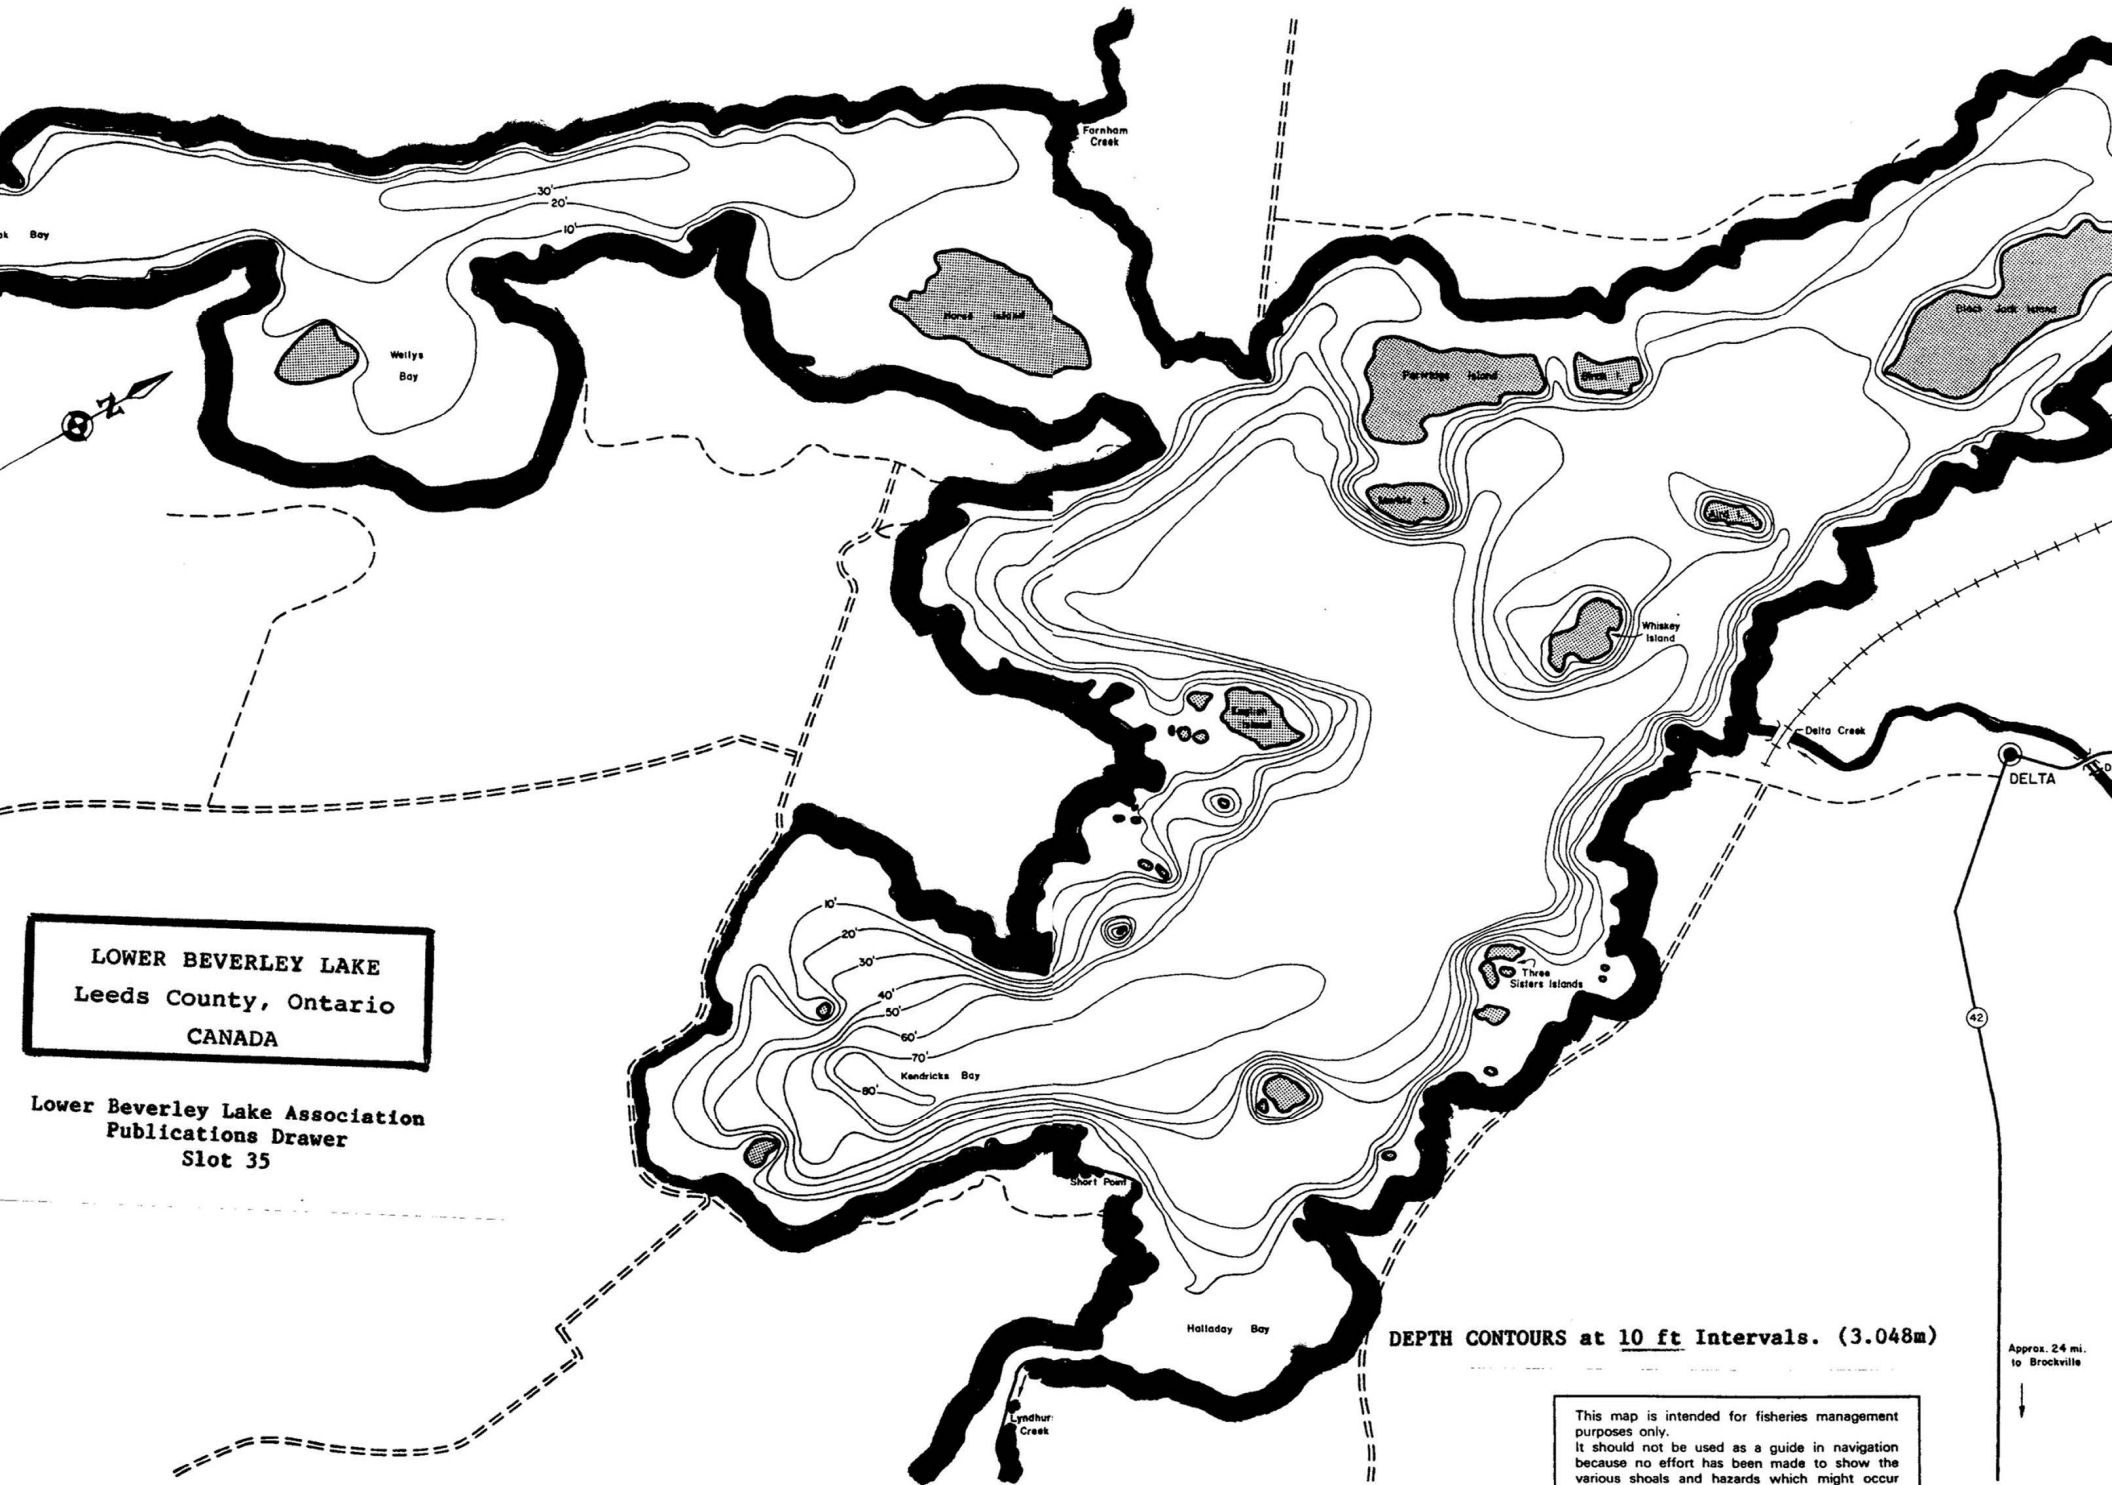 Farnham
Creek
30'
20'
10'
Bay
Horse Island
Black Jack Island
Wellys
Bay
Partridge Island
N
Whiskey
Island
Delta Creek
DELTA
10'
20'
30'
40'
50'
60'
70'
80'
Kendricks Bay
Three
Sisters Islands
42
LOWER BEVERLEY LAKE
Leeds County, Ontario
CANADA
Lower Beverley Lake Association
Publications Drawer
Slot 35
Short Point
Halladay Bay
DEPTH CONTOURS at 10 ft Intervals. (3.048m)
Approx. 24 mi.
to Brockville
Lyndhur
Creek
This map is intended for fisheries management
purposes only.
It should not be used as a guide in navigation
because no effort has been made to show the
various shoals and hazards which might occur